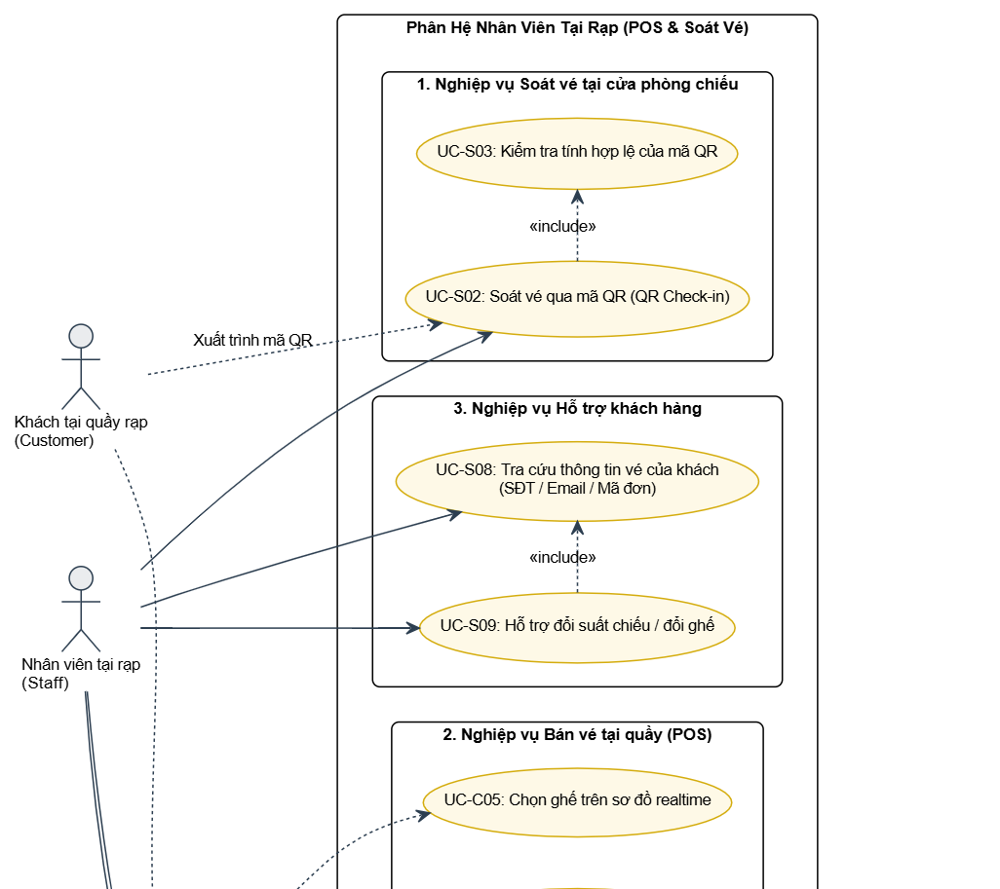 Phân Hệ Nhân Viên Tại Rạp (POS & Soát Vé)
1. Nghiệp vụ Soát vé tại cửa phòng chiếu
UC-S03: Kiểm tra tính hợp lệ của mã QR
«include»
UC-S02: Soát vé qua mã QR (QR Check-in)
Xuất trình mã QR
Khách tại quầy rạp
(Customer)
3. Nghiệp vụ Hỗ trợ khách hàng
UC-S08: Tra cứu thông tin vé của khách
(SĐT / Email / Mã đơn)
«include»
UC-S09: Hỗ trợ đổi suất chiếu / đổi ghế
Nhân viên tại rạp
(Staff)
2. Nghiệp vụ Bán vé tại quầy (POS)
UC-C05: Chọn ghế trên sơ đồ realtime